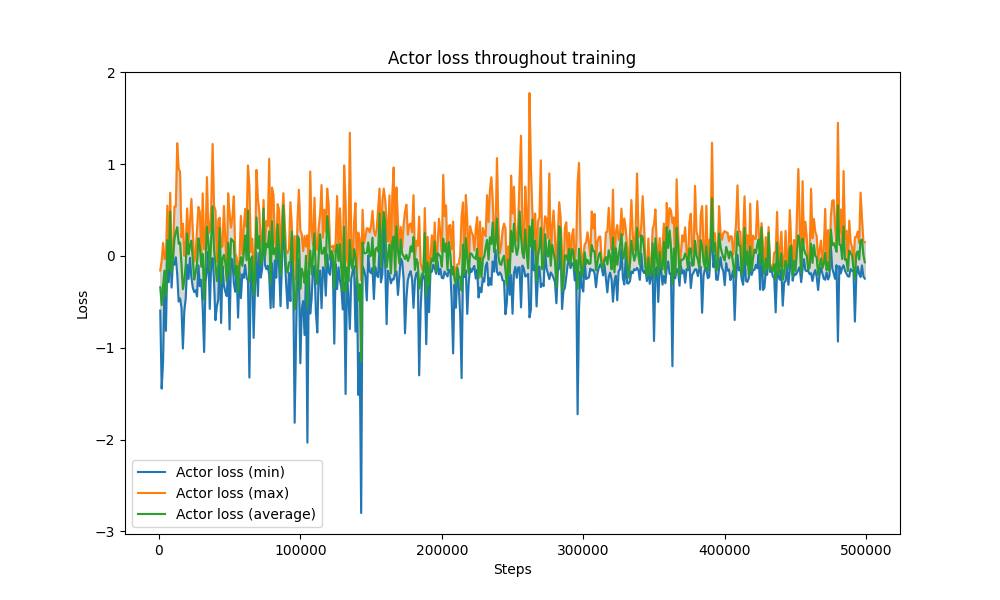 Actor loss throughout training
2
1
0
−1
−2
−3
Loss
Actor loss (min)
Actor loss (max)
Actor loss (average)
0
100000
200000
300000
400000
500000
Steps